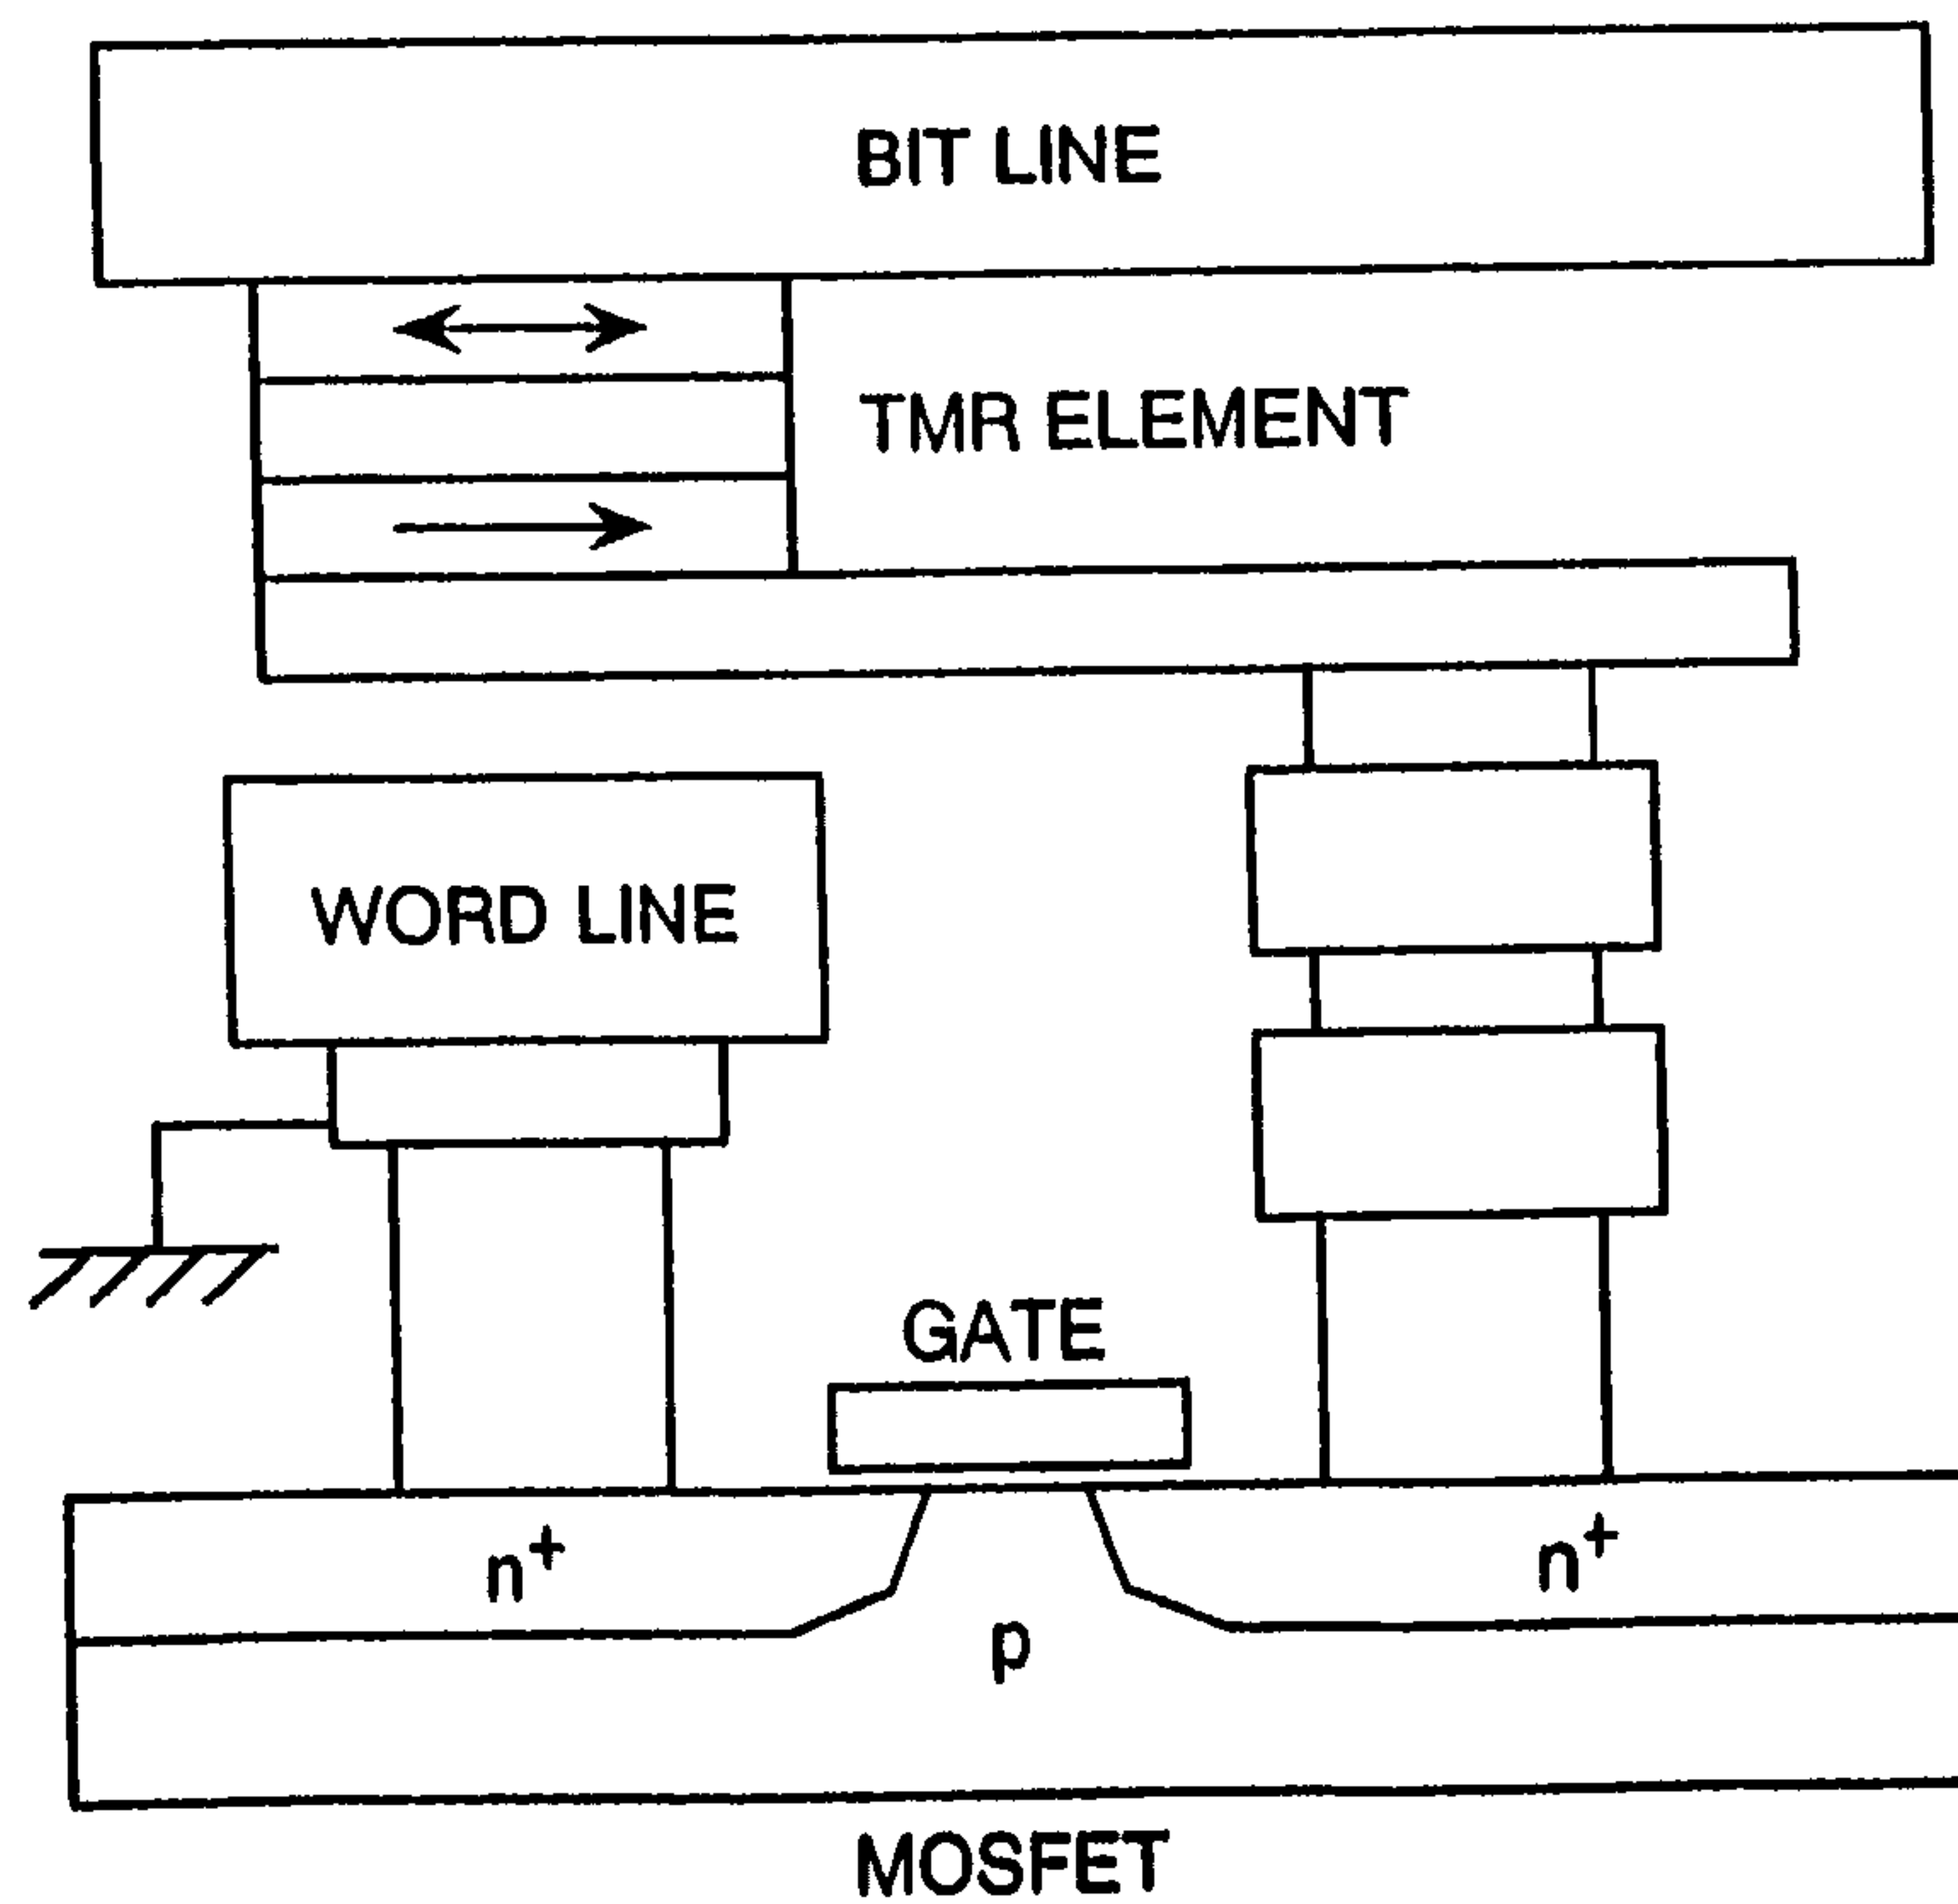 BIT LINE
TMR ELEMENT
WORD LINE
GATE
n+
n+
p
MOSFET